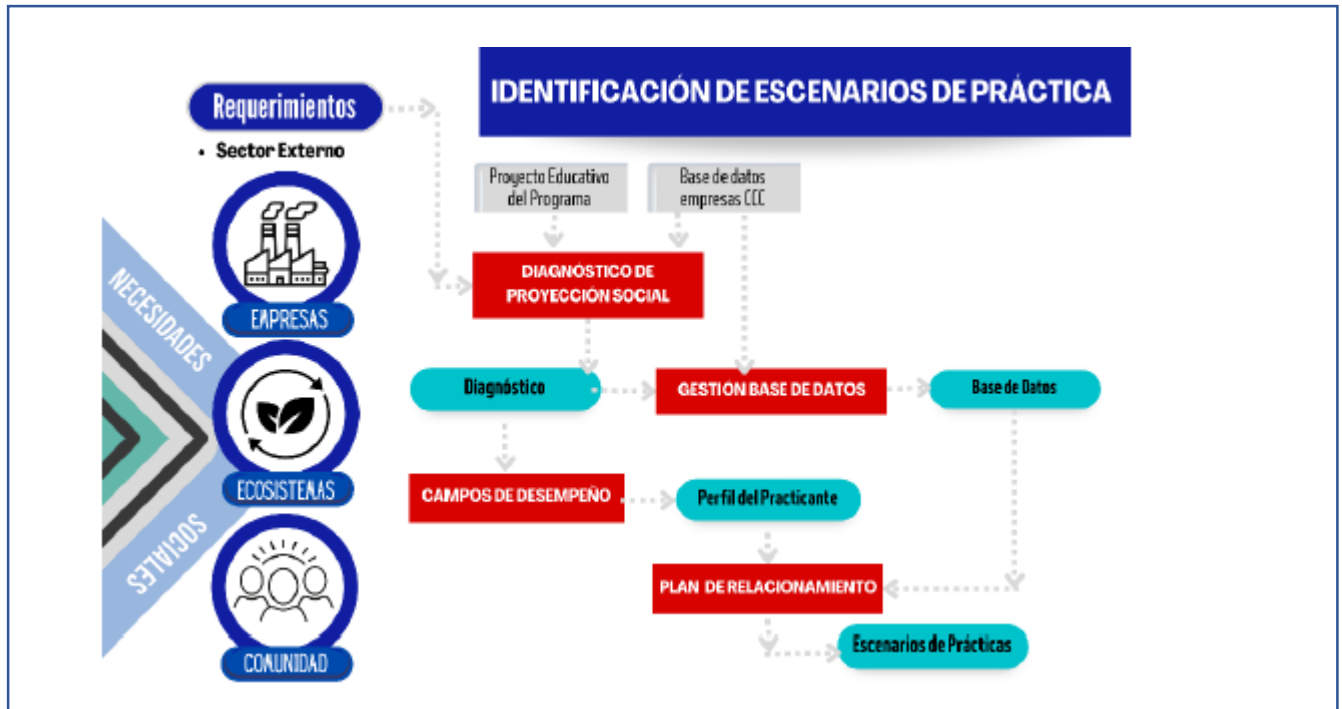 IDENTIFICACIÓN DE ESCENARIOS DE PRÁCTICA
Requerimientos
• Sector Externo
Proyecto Educativo
del Programa
Base de datos
empresas CCC
DIAGNÓSTICO DE
PROYECCIÓN SOCIAL
NECESIDADES
SOCIALES
EMPRESAS
ECOSISTEMAS
COMUNIDAD
Diagnóstico
GESTIÓN BASE DE DATOS
Base de Datos
CAMPOS DE DESEMPEÑO
Perfil del Practicante
PLAN DE RELACIONAMIENTO
Escenarios de Prácticas